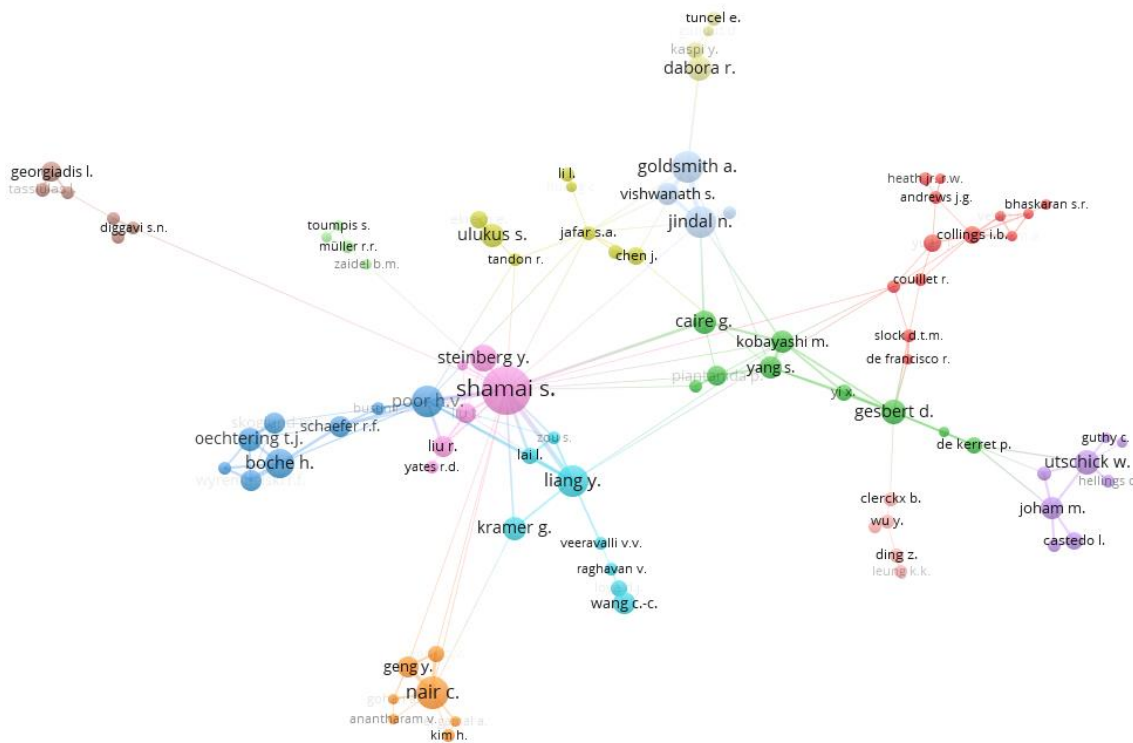 tuncel e.
kaspi y.
dabora r.
georgiadis l.
tassiulas l.
diggavi s.n.
toumpis s.
müller r.r.
zaidel b.m.
li l.
ulukus s.
tandon r.
jafar s.a.
chen j.
goldsmith a.
vishwanath s.
jindal n.
heath jr. r.w.
andrews j.g.
bhaskaran s.r.
collings i.b.
couillet r.
slock d.t.m.
de francisco r.
caire g.
kobayashi m.
yang s.
piantanida p.
yi x.
gesbert d.
de kerret p.
steinberg y.
shamai s.
poor h.v.
schaefer r.f.
oechtering t.j.
boche h.
liu r.
yates r.d.
zou s.
lai l.
liang y.
kramer g.
veeravalli v.v.
raghavan v.
wang c.-c.
clerckx b.
wu y.
ding z.
leung k.k.
guthy c.
utschick w.
joham m.
castedo l.
geng y.
nair c.
anantharam v.
kim h.